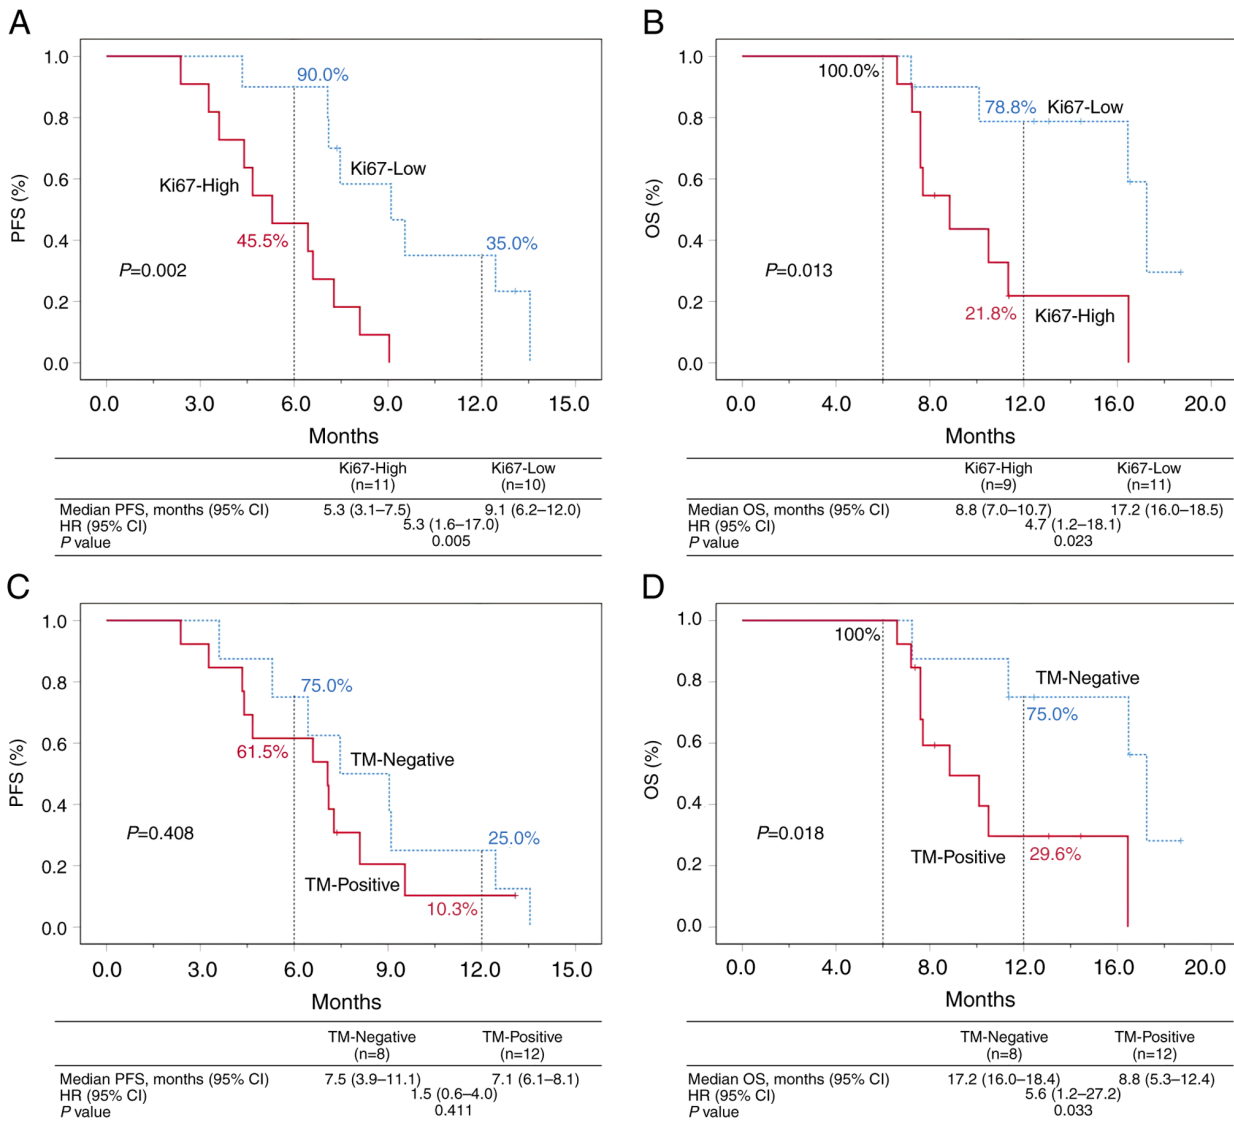 A
1.0
0.8
0.6
0.4
0.2
0.0
PFS (%)
90.0%
Ki67-Low
Ki67-High
45.5%
35.0%
P=0.002
0.0 3.0 6.0 9.0 12.0 15.0
Months
Ki67-High Ki67-Low
(n=11) (n=10)
Median PFS, months (95% CI) 5.3 (3.1–7.5) 9.1 (6.2–12.0)
HR (95% CI) 5.3 (1.6–17.0)
P value 0.005
B
1.0
0.8
0.6
0.4
0.2
0.0
OS (%)
100.0%
78.8% Ki67-Low
P=0.013
21.8% Ki67-High
0.0 4.0 8.0 12.0 16.0 20.0
Months
Ki67-High Ki67-Low
(n=9) (n=11)
Median OS, months (95% CI) 8.8 (7.0–10.7) 17.2 (16.0–18.5)
HR (95% CI) 4.7 (1.2–18.1)
P value 0.023
C
1.0
0.8
0.6
0.4
0.2
0.0
PFS (%)
75.0%
61.5%
TM-Negative
P=0.408
25.0%
TM-Positive
10.3%
0.0 3.0 6.0 9.0 12.0 15.0
Months
TM-Negative TM-Positive
(n=8) (n=12)
Median PFS, months (95% CI) 7.5 (3.9–11.1) 7.1 (6.1–8.1)
HR (95% CI) 1.5 (0.6–4.0)
P value 0.411
D
1.0
0.8
0.6
0.4
0.2
0.0
OS (%)
100%
TM-Negative
75.0%
P=0.018
TM-Positive 29.6%
0.0 4.0 8.0 12.0 16.0 20.0
Months
TM-Negative TM-Positive
(n=8) (n=12)
Median OS, months (95% CI) 17.2 (16.0–18.4) 8.8 (5.3–12.4)
HR (95% CI) 5.6 (1.2–27.2)
P value 0.033